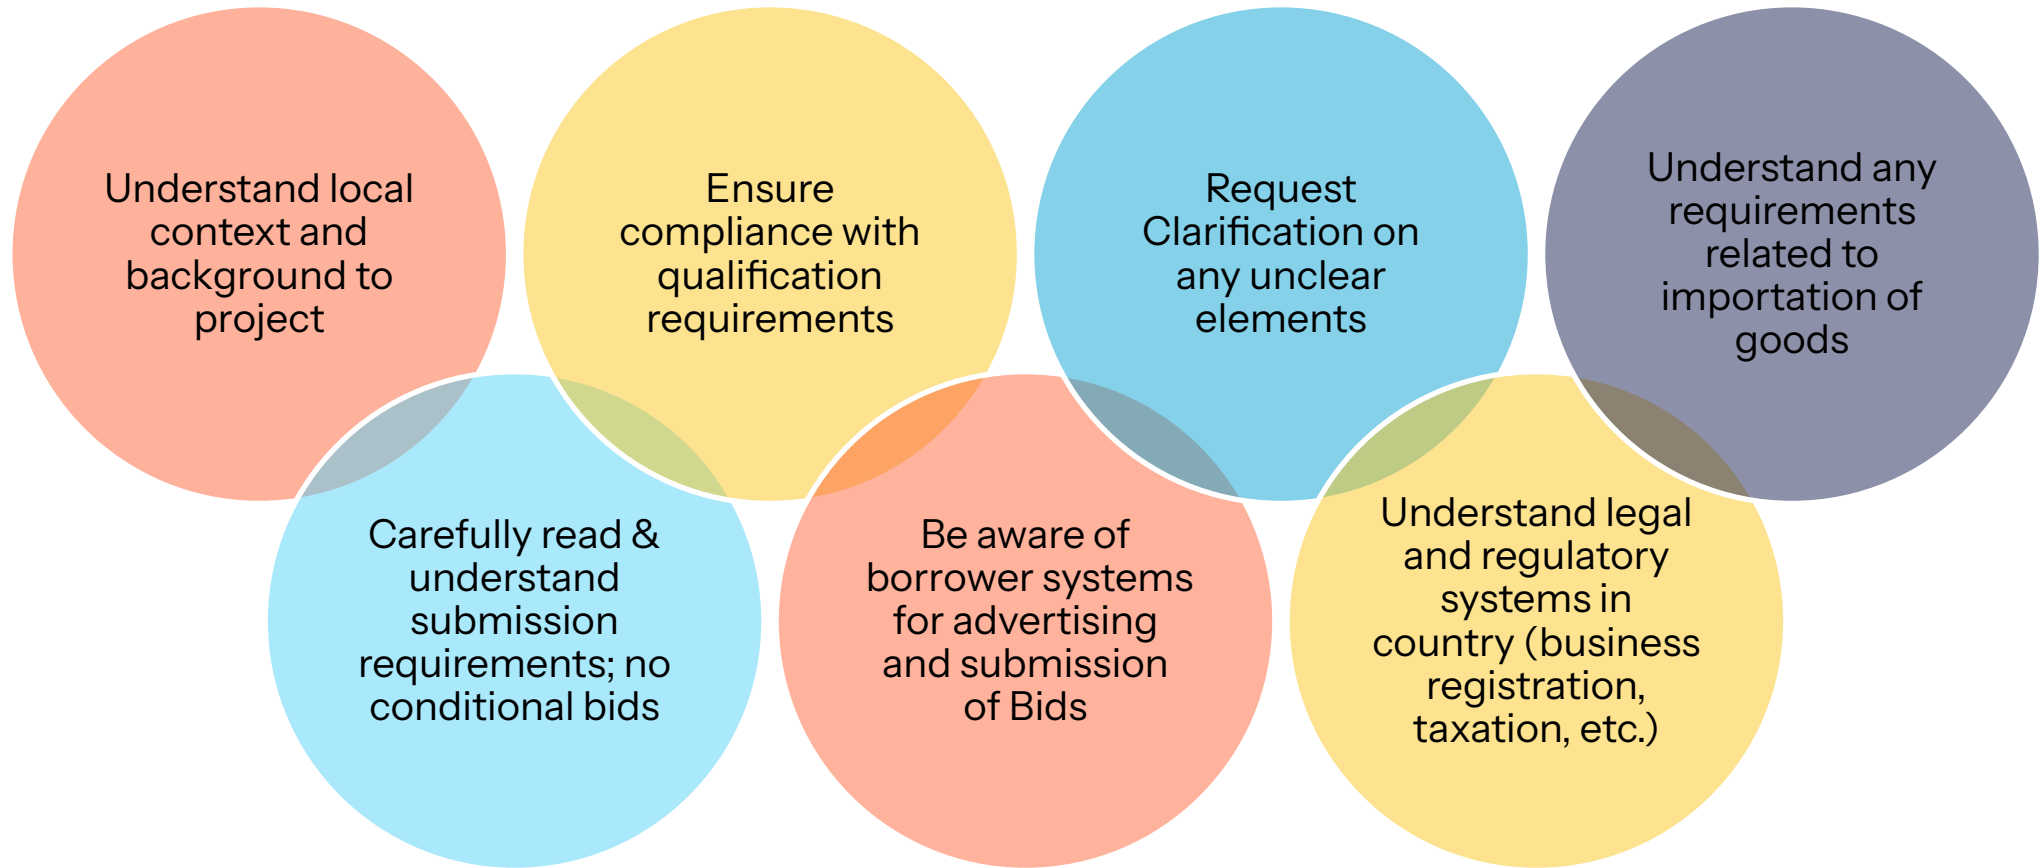 Understand local
context and
background to
project
Carefully read &
understand
submission
requirements; no
conditional bids
Ensure
compliance with
qualification
requirements
Be aware of
borrower systems
for advertising
and submission
of Bids
Request
Clarification on
any unclear
elements
Understand legal
and regulatory
systems in
country (business
registration,
taxation, etc.)
Understand any
requirements
related to
importation of
goods